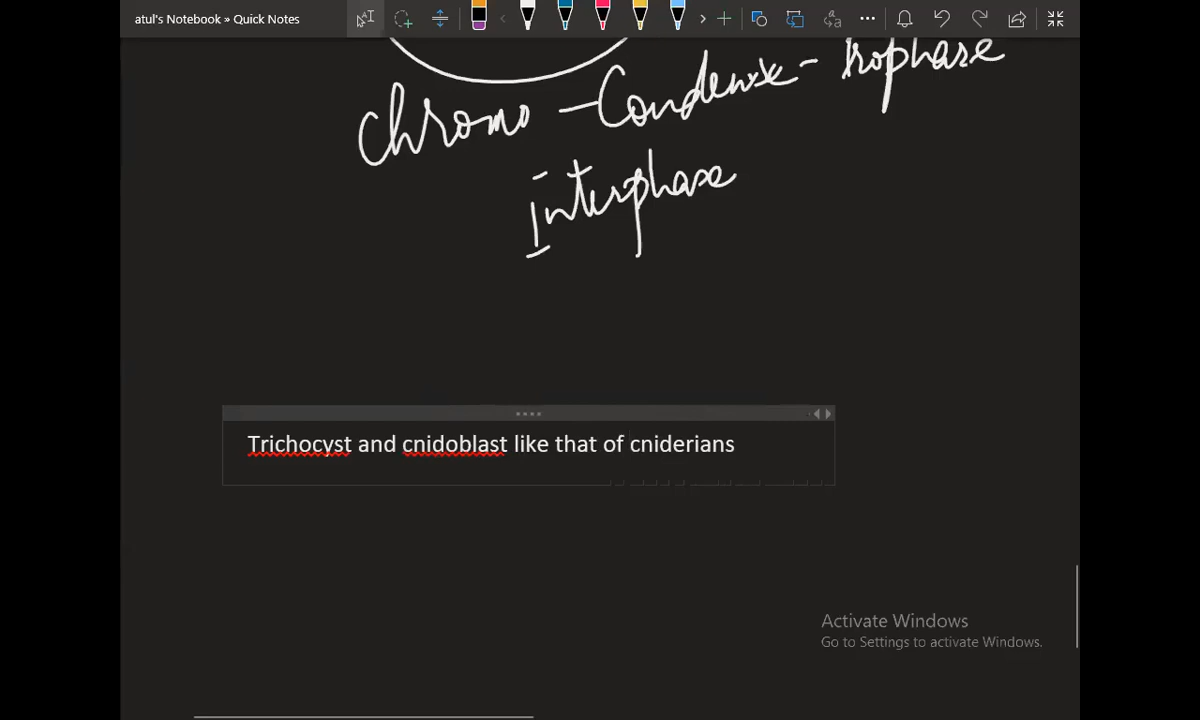 atul's Notebook » Quick Notes
Chromo - Condense - Prophase
Interphase
Trichocyst and cnidoblast like that of cniderians
Activate Windows
Go to Settings to activate Windows.